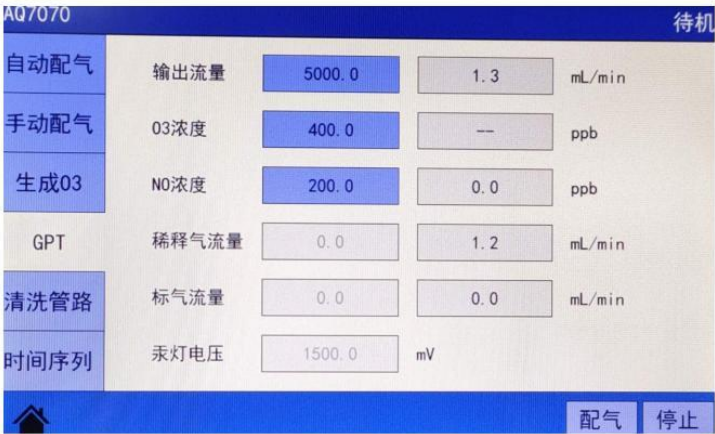 AQ7070 待机
自动配气
手动配气
生成03
GPT
清洗管路
时间序列
输出流量 5000.0 1.3 mL/min
03浓度 400.0 -- ppb
NO浓度 200.0 0.0 ppb
稀释气流量 0.0 1.2 mL/min
标气流量 0.0 0.0 mL/min
汞灯电压 1500.0 mV
配气 停止